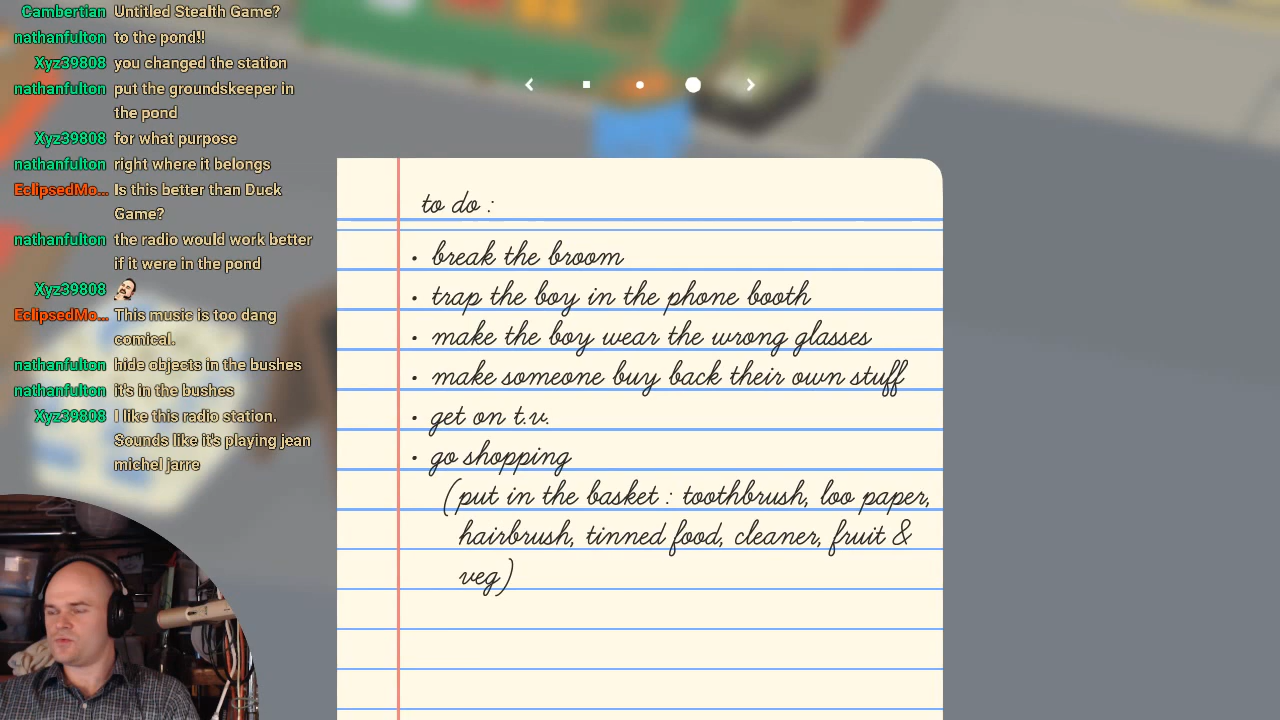 Cambertian Untitled Stealth Game?
nathanfulton to the pond!!
Xyz39808 you changed the station
nathanfulton put the groundskeeper in
the pond
Xyz39808 for what purpose
nathanfulton right where it belongs
EclipsedMo... Is this better than Duck
Game?
nathanfulton the radio would work better
if it were in the pond
Xyz39808
EclipsedMo... This music is too dang
comical.
nathanfulton hide objects in the bushes
nathanfulton it's in the bushes
Xyz39808 I like this radio station.
Sounds like it's playing jean
michel jarre
to do :
• break the broom
• trap the boy in the phone booth
• make the boy wear the wrong glasses
• make someone buy back their own stuff
• get on t.v.
• go shopping
(put in the basket : toothbrush, loo paper,
hairbrush, tinned food, cleaner, fruit &
veg)